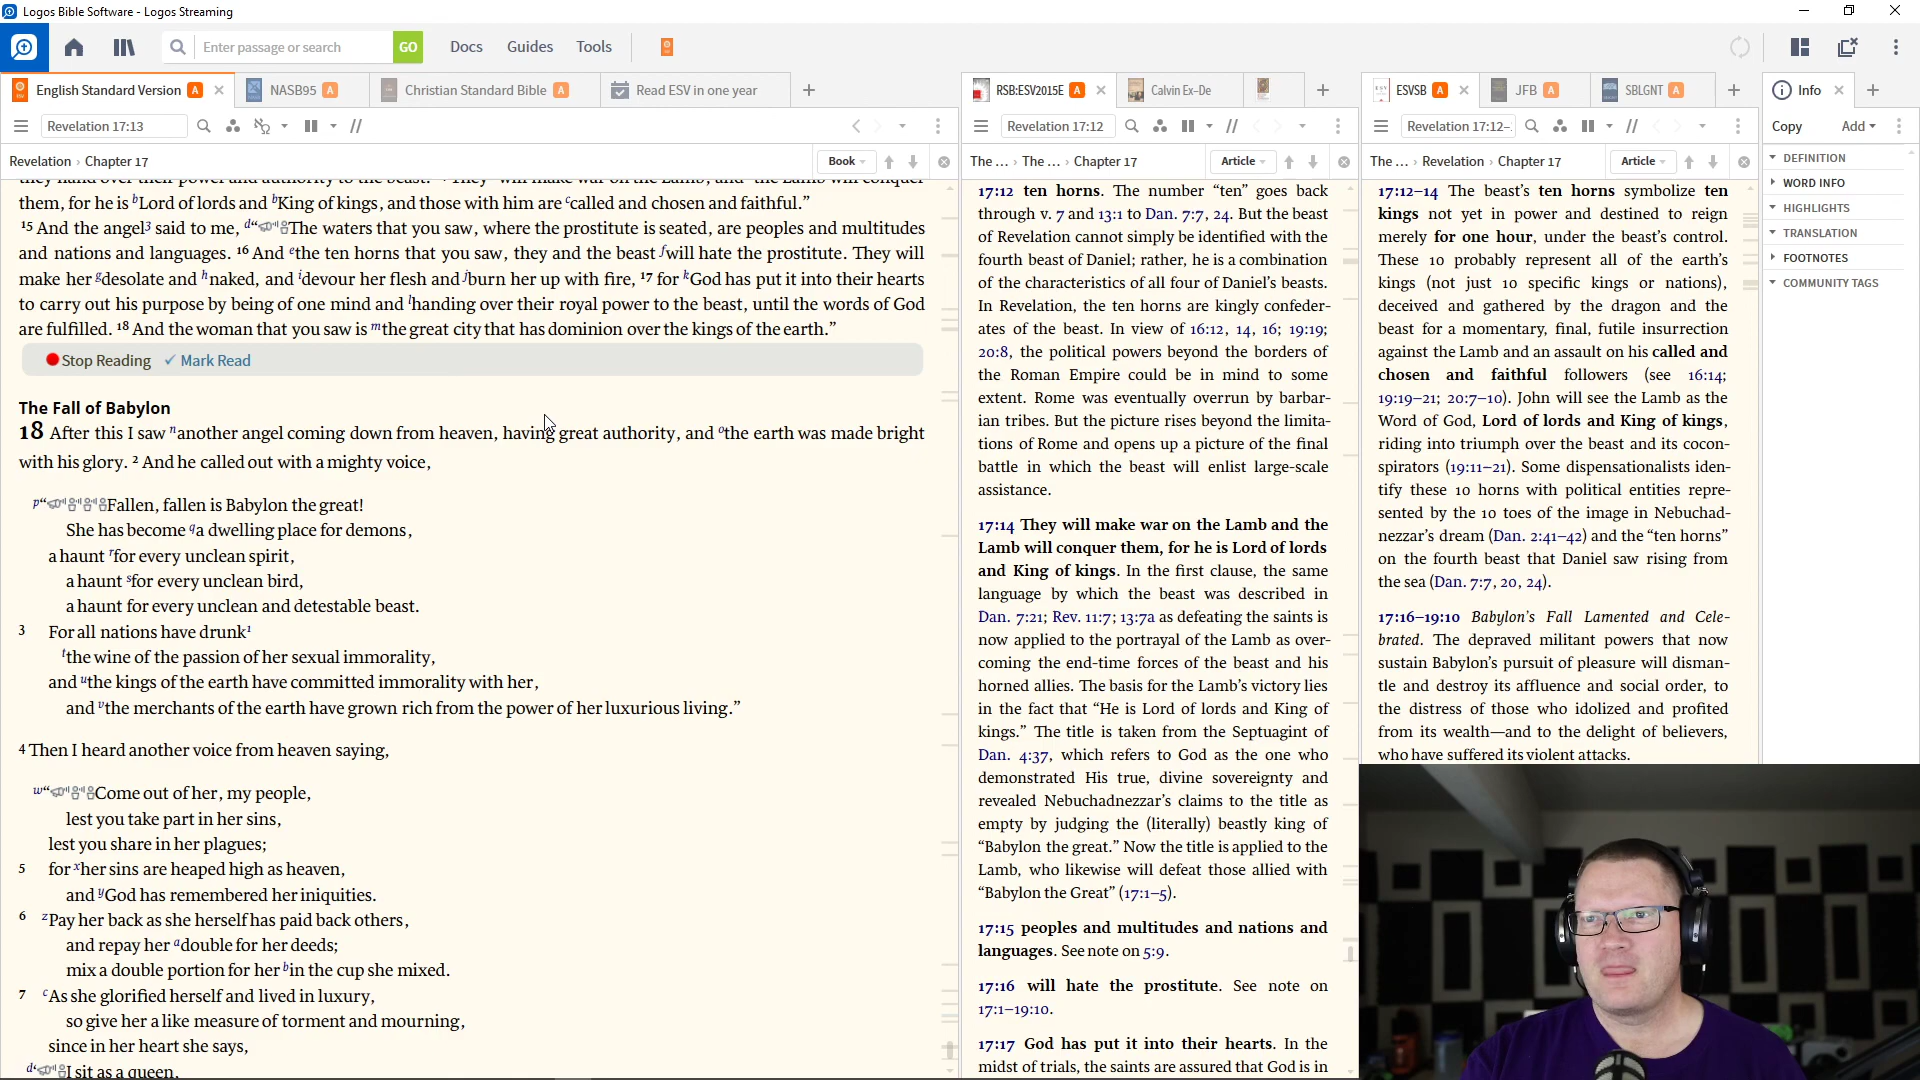 Logos Bible Software - Logos Streaming
Enter passage or search
GO
Docs
Guides
Tools
English Standard Version A
NASB95 A
Christian Standard Bible A
Read ESV in one year
Revelation 17:13
Revelation › Chapter 17
Book
them, for he is bLord of lords and bKing of kings, and those with him are ccalled and chosen and faithful.”
15 And the angel3 said to me, d“The waters that you saw, where the prostitute is seated, are peoples and multitudes
and nations and languages. 16 And ethe ten horns that you saw, they and the beast fwill hate the prostitute. They will
make her gdesolate and hnaked, and idevour her flesh and jburn her up with fire, 17 for kGod has put it into their hearts
to carry out his purpose by being of one mind and lhanding over their royal power to the beast, until the words of God
are fulfilled. 18 And the woman that you saw is mthe great city that has dominion over the kings of the earth.”
Stop Reading ✓ Mark Read
The Fall of Babylon
18 After this I saw nanother angel coming down from heaven, having great authority, and othe earth was made bright
with his glory. 2 And he called out with a mighty voice,
p“Fallen, fallen is Babylon the great!
She has become qa dwelling place for demons,
a haunt rfor every unclean spirit,
a haunt sfor every unclean bird,
a haunt for every unclean and detestable beast.
3 For all nations have drunk1
tthe wine of the passion of her sexual immorality,
and uthe kings of the earth have committed immorality with her,
and vthe merchants of the earth have grown rich from the power of her luxurious living.”
4 Then I heard another voice from heaven saying,
w“Come out of her, my people,
lest you take part in her sins,
lest you share in her plagues;
5 for xher sins are heaped high as heaven,
and yGod has remembered her iniquities.
6 zPay her back as she herself has paid back others,
and repay her adouble for her deeds;
mix a double portion for her bin the cup she mixed.
7 cAs she glorified herself and lived in luxury,
so give her a like measure of torment and mourning,
since in her heart she says,
d‘I sit as a queen,
RSB:ESV2015E A
Calvin Ex–De
Revelation 17:12
The ... › The ... › Chapter 17
Article
17:12 ten horns. The number “ten” goes back
through v. 7 and 13:1 to Dan. 7:7, 24. But the beast
of Revelation cannot simply be identified with the
fourth beast of Daniel; rather, he is a combination
of the characteristics of all four of Daniel’s beasts.
In Revelation, the ten horns are kingly confeder-
ates of the beast. In view of 16:12, 14, 16; 19:19;
20:8, the political powers beyond the borders of
the Roman Empire could be in mind to some
extent. Rome was eventually overrun by barbar-
ian tribes. But the picture rises beyond the limita-
tions of Rome and opens up a picture of the final
battle in which the beast will enlist large-scale
assistance.
17:14 They will make war on the Lamb and the
Lamb will conquer them, for he is Lord of lords
and King of kings. In the first clause, the same
language by which the beast was described in
Dan. 7:21; Rev. 11:7; 13:7a as defeating the saints is
now applied to the portrayal of the Lamb as over-
coming the end-time forces of the beast and his
horned allies. The basis for the Lamb’s victory lies
in the fact that “He is Lord of lords and King of
kings.” The title is taken from the Septuagint of
Dan. 4:37, which refers to God as the one who
demonstrated His true, divine sovereignty and
revealed Nebuchadnezzar’s claims to the title as
empty by judging the (literally) beastly king of
“Babylon the great.” Now the title is applied to the
Lamb, who likewise will defeat those allied with
“Babylon the Great” (17:1–5).
17:15 peoples and multitudes and nations and
languages. See note on 5:9.
17:16 will hate the prostitute. See note on
17:1–19:10.
17:17 God has put it into their hearts. In the
midst of trials, the saints are assured that God is in
ESVSB A
JFB A
SBLGNT A
Revelation 17:12–
The ... › Revelation › Chapter 17
Article
17:12–14 The beast’s ten horns symbolize ten
kings not yet in power and destined to reign
merely for one hour, under the beast’s control.
These 10 probably represent all of the earth’s
kings (not just 10 specific kings or nations),
deceived and gathered by the dragon and the
beast for a momentary, final, futile insurrection
against the Lamb and an assault on his called and
chosen and faithful followers (see 16:14;
19:19–21; 20:7–10). John will see the Lamb as the
Word of God, Lord of lords and King of kings,
riding into triumph over the beast and its cocon-
spirators (19:11–21). Some dispensationalists iden-
tify these 10 horns with political entities repre-
sented by the 10 toes of the image in Nebuchad-
nezzar’s dream (Dan. 2:41–42) and the “ten horns”
on the fourth beast that Daniel saw rising from
the sea (Dan. 7:7, 20, 24).
17:16–19:10 Babylon’s Fall Lamented and Cele-
brated. The depraved militant powers that now
sustain Babylon’s pursuit of pleasure will disman-
tle and destroy its affluence and social order, to
the distress of those who idolized and profited
from its wealth—and to the delight of believers,
who have suffered its violent attacks.
Info
Copy
Add
DEFINITION
WORD INFO
HIGHLIGHTS
TRANSLATION
FOOTNOTES
COMMUNITY TAGS